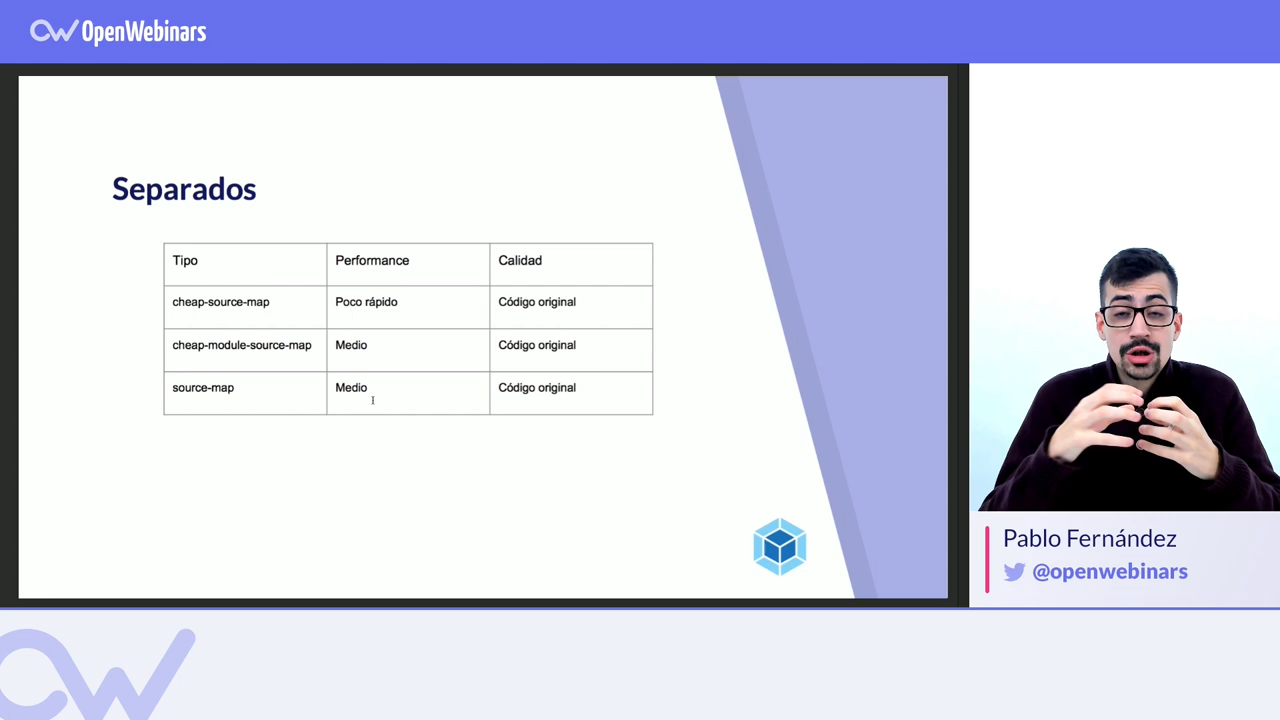 OpenWebinars
Separados
Tipo Performance Calidad
cheap-source-map Poco rápido Código original
cheap-module-source-map Medio Código original
source-map Medio Código original
Pablo Fernández
@openwebinars